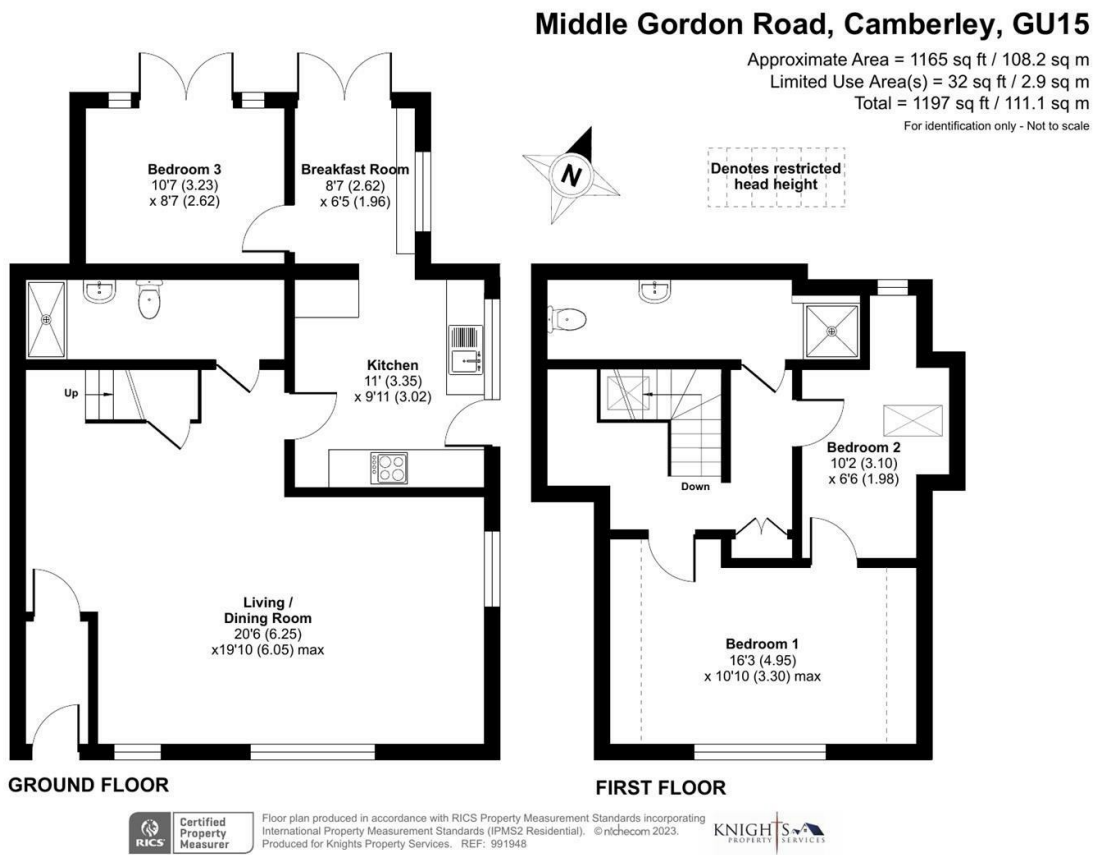 Middle Gordon Road, Camberley, GU15
Approximate Area = 1165 sq ft / 108.2 sq m
Limited Use Area(s) = 32 sq ft / 2.9 sq m
Total = 1197 sq ft / 111.1 sq m
For identification only - Not to scale
N
Denotes restricted
head height
Bedroom 3
10'7 (3.23)
x 8'7 (2.62)
Breakfast Room
8'7 (2.62)
x 6'5 (1.96)
Up
Kitchen
11' (3.35)
x 9'11 (3.02)
Living /
Dining Room
20'6 (6.25)
x19'10 (6.05) max
GROUND FLOOR
Down
Bedroom 2
10'2 (3.10)
x 6'6 (1.98)
Bedroom 1
16'3 (4.95)
x 10'10 (3.30) max
FIRST FLOOR
RICS
Certified
Property
Measurer
Floor plan produced in accordance with RICS Property Measurement Standards incorporating
International Property Measurement Standards (IPMS2 Residential). ©nichecom 2023.
Produced for Knights Property Services. REF: 991948
KNIGHTS
PROPERTY SERVICES